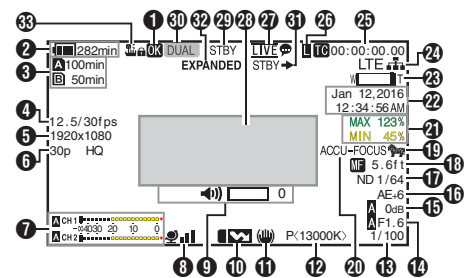 33 1 30 32 29 27 31 26 25
2 282min OK DUAL STBY LIVE L TC 00:00:00.00
EXPANDED STBY
3 A 100min
B 50min
28
LTE 24
W T 23
Jan 12,2016
12:34:56AM 22
4 12.5/30fps
5 1920x1080
6 30p HQ
MAX 123%
MIN 45% 21
ACCU-FOCUS 19
MF 5.6ft 18
ND 1/64 17
AE+6 16
0
7 A CH1
-∞ 40 30 20 10 0
A CH2
A 0dB 15
A F1.6 14
P<13000K> 1/100
8 9 10 11 12 20 13